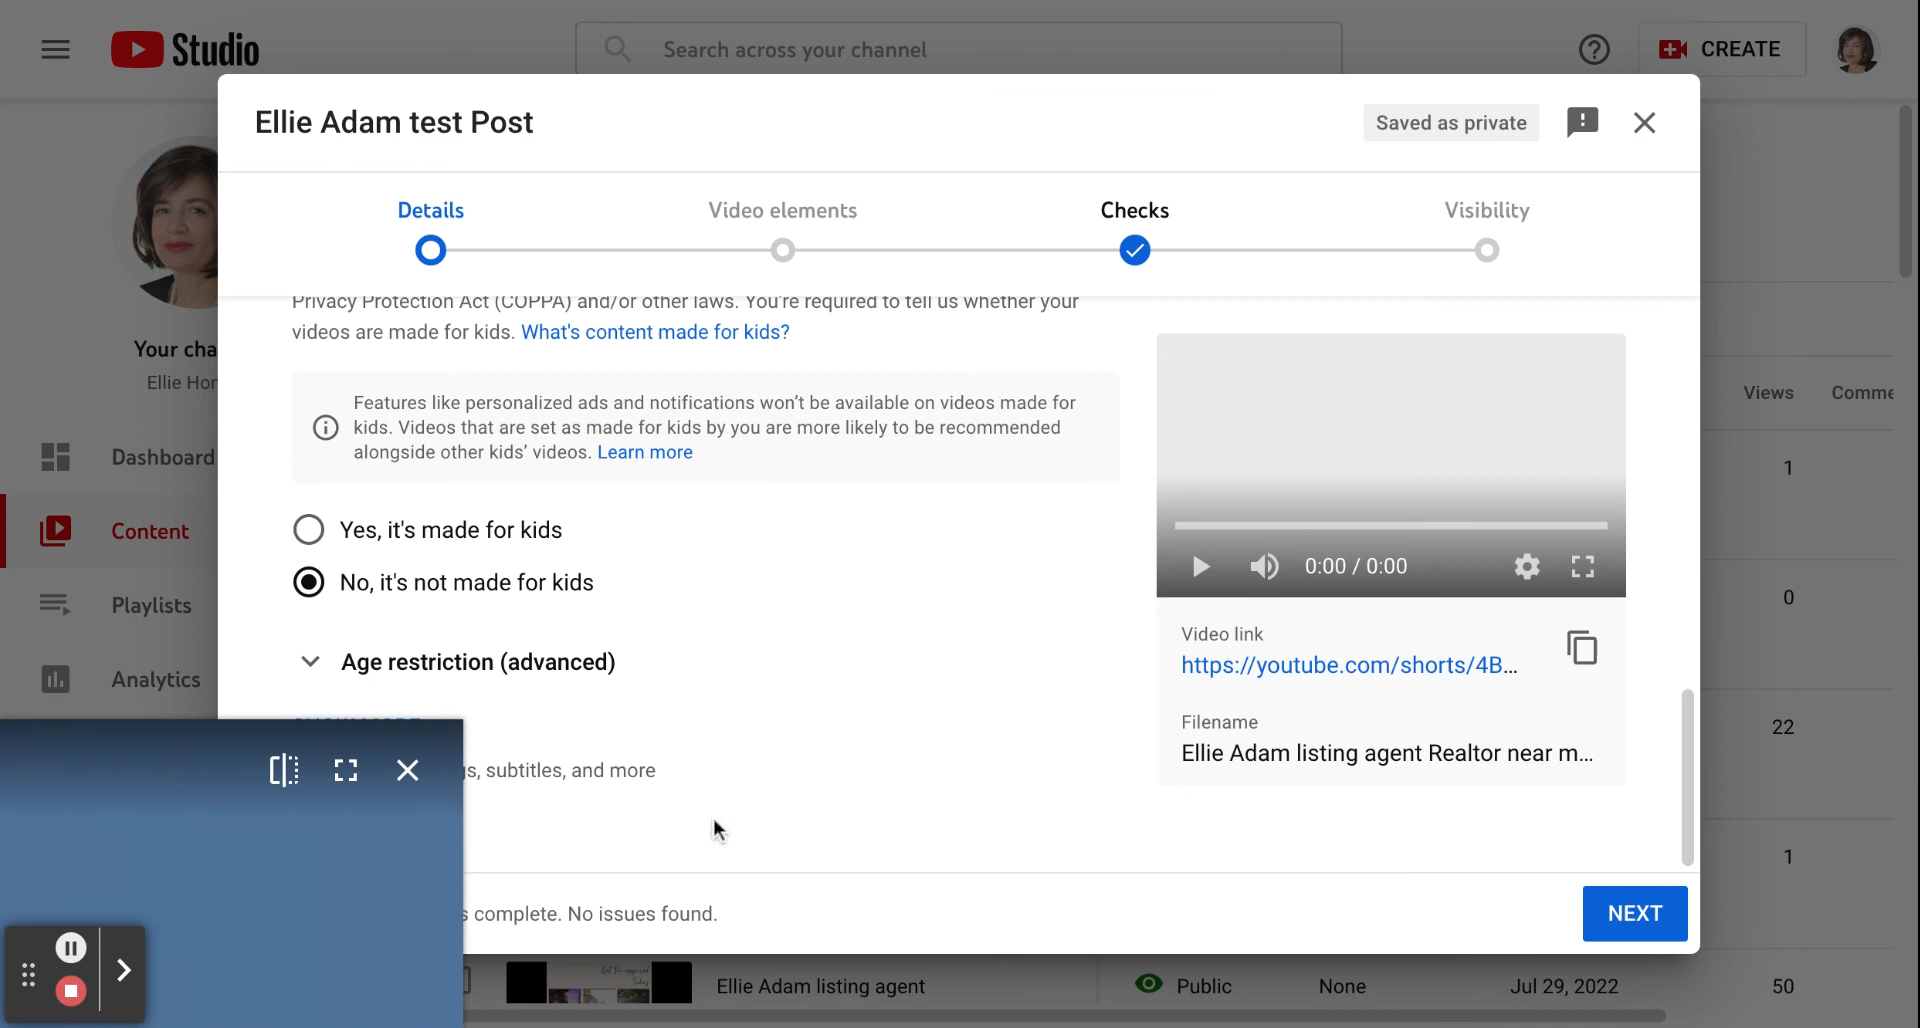 Studio
Search across your channel
CREATE
Ellie Adam test Post
Saved as private
Details
Video elements
Checks
Visibility
Privacy Protection Act (COPPA) and/or other laws. You're required to tell us whether your
videos are made for kids. What's content made for kids?
Features like personalized ads and notifications won't be available on videos made for
kids. Videos that are set as made for kids by you are more likely to be recommended
alongside other kids' videos. Learn more
Yes, it's made for kids
No, it's not made for kids
Age restriction (advanced)
s, subtitles, and more
s complete. No issues found.
NEXT
0:00 / 0:00
Video link
https://youtube.com/shorts/4B...
Filename
Ellie Adam listing agent Realtor near m...
Your cha
Ellie Hor
Dashboard
Content
Playlists
Analytics
Views
Comme
1
0
22
1
Ellie Adam listing agent
Public
None
Jul 29, 2022
50